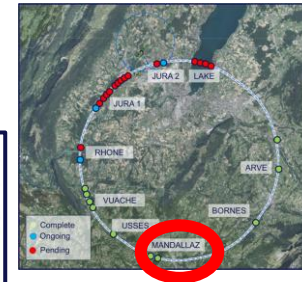 JURA 2
LAKE
JURA 1
RHONE
ARVE
VUACHE
BORNES
USSES
MANDALLAZ
Complete
Ongoing
Pending